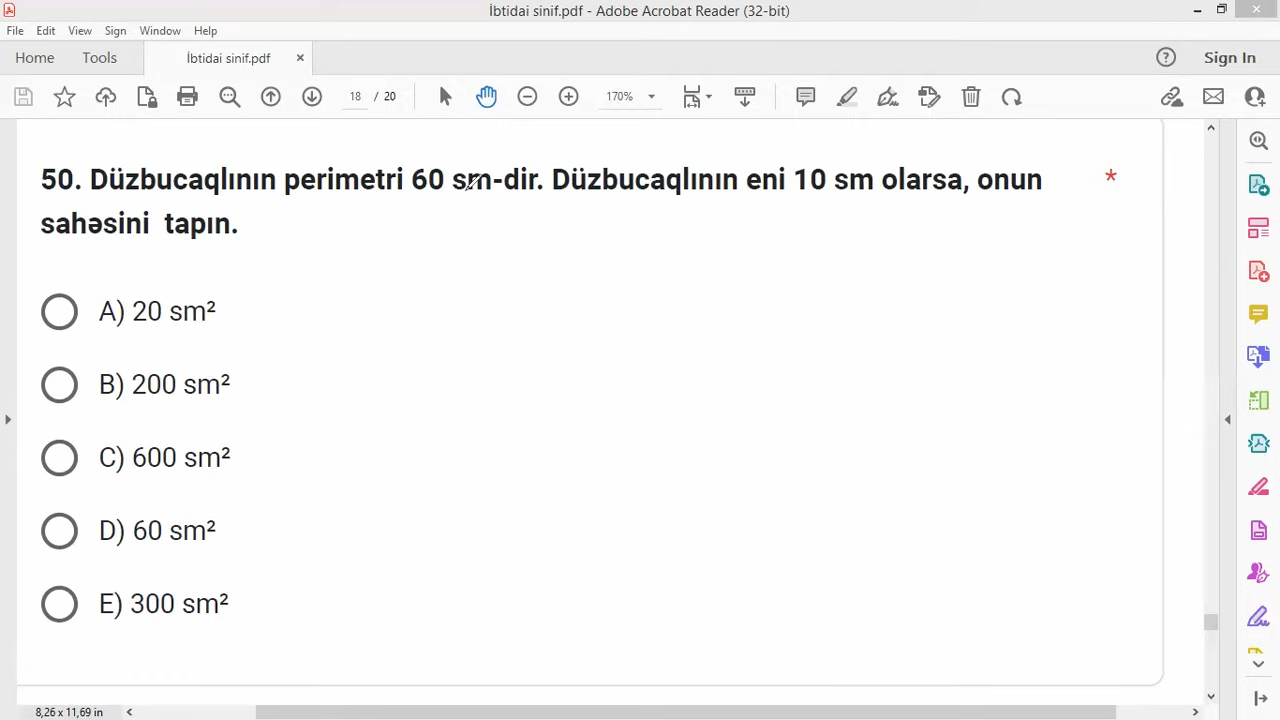 İbtidai sinif.pdf - Adobe Acrobat Reader (32-bit)
File Edit View Sign Window Help
Home Tools İbtidai sinif.pdf × Sign In
18 / 20 170%
50. Düzbucaqlının perimetri 60 sm-dir. Düzbucaqlının eni 10 sm olarsa, onun *
sahəsini tapın.
A) 20 sm²
B) 200 sm²
C) 600 sm²
D) 60 sm²
E) 300 sm²
8,26 x 11,69 in